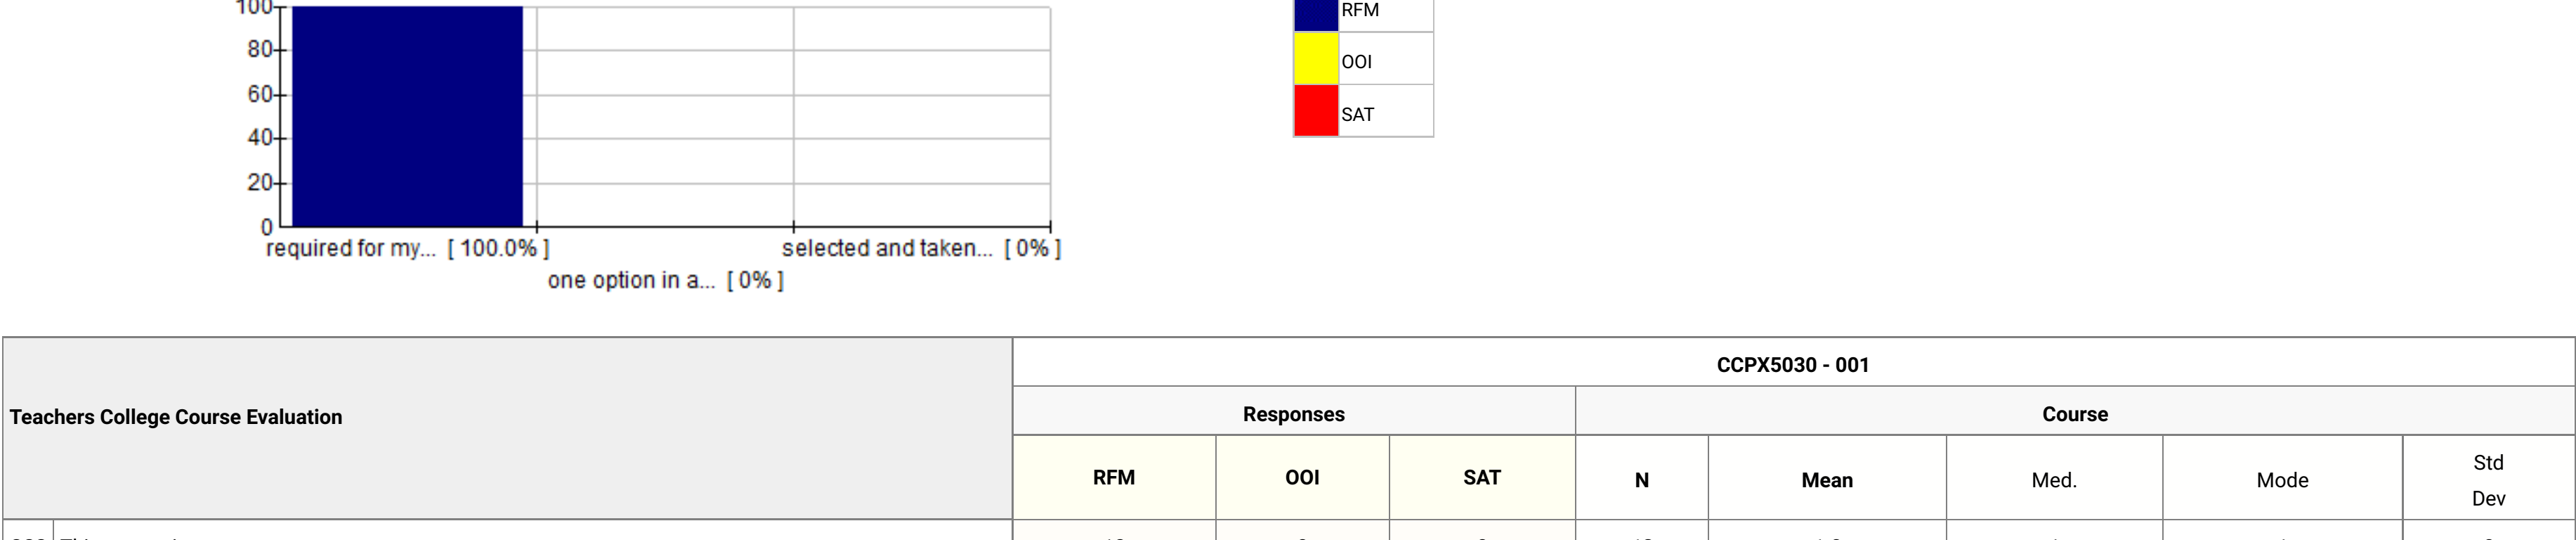 100
80
60
40
20
0
required for my... [ 100.0% ]
selected and taken... [ 0% ]
one option in a... [ 0% ]
RFM
OOI
SAT
Teachers College Course Evaluation
CCPX5030 - 001
Responses
Course
RFM
OOI
SAT
N
Mean
Med.
Mode
Std
Dev